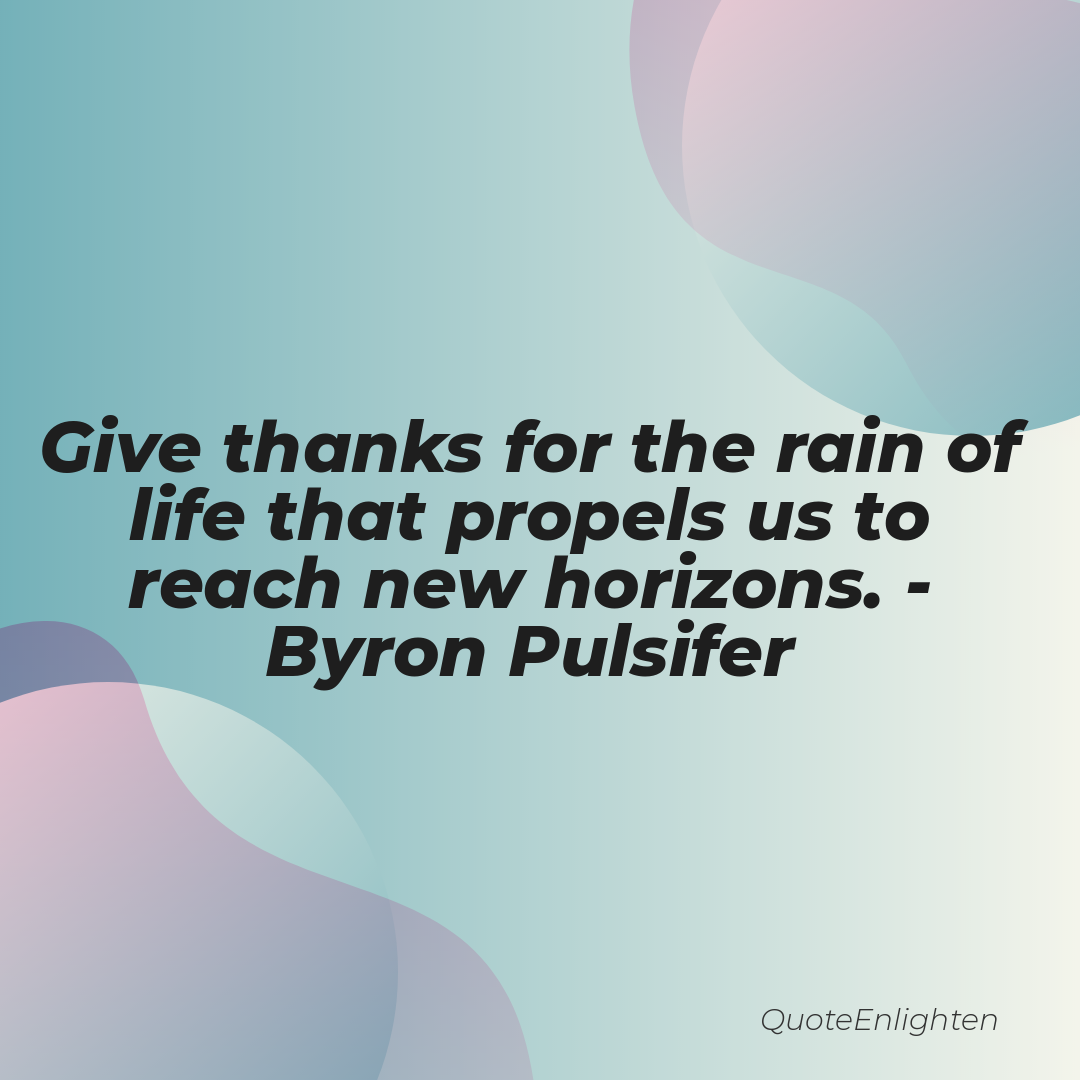 Give thanks for the rain of
life that propels us to
reach new horizons. -
Byron Pulsifer
QuoteEnlighten